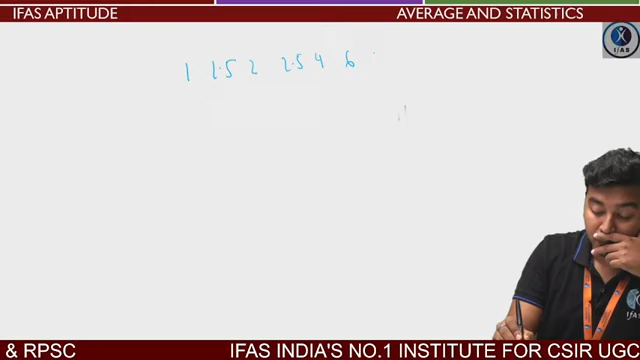 IFAS APTITUDE
AVERAGE AND STATISTICS
IFAS
1 1.5 2 2.5 4 6
IFAS
& RPSC
IFAS INDIA'S NO.1 INSTITUTE FOR CSIR UGC